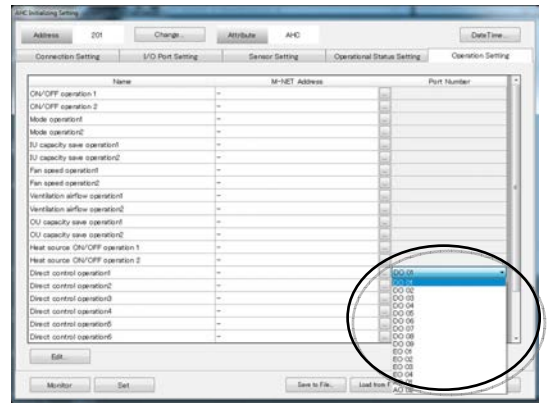 AHC Initializing Setting
Address 201 Change... Attribute AHC DateTime...
Connection Setting I/O Port Setting Sensor Setting Operational Status Setting Operation Setting
Name M-NET Address Port Number
ON/OFF operation 1 - ...
ON/OFF operation 2 - ...
Mode operation1 - ...
Mode operation2 - ...
IU capacity save operation1 - ...
IU capacity save operation2 - ...
Fan speed operation1 - ...
Fan speed operation2 - ...
Ventilation airflow operation1 - ...
Ventilation airflow operation2 - ...
OU capacity save operation1 - ...
OU capacity save operation2 - ...
Heat source ON/OFF operation 1 - ...
Heat source ON/OFF operation 2 - ...
Direct control operation1 - ... DO 01
Direct control operation2 - ... DO 01
Direct control operation3 - ... DO 02
DO 03
Direct control operation4 - ... DO 04
DO 05
Direct control operation5 - ... DO 06
DO 07
Direct control operation6 - ... DO 08
DO 09
EO 01
EO 02
Edit...
EO 03
EO 04
Monitor Set Save to File... Load from F
AO 02